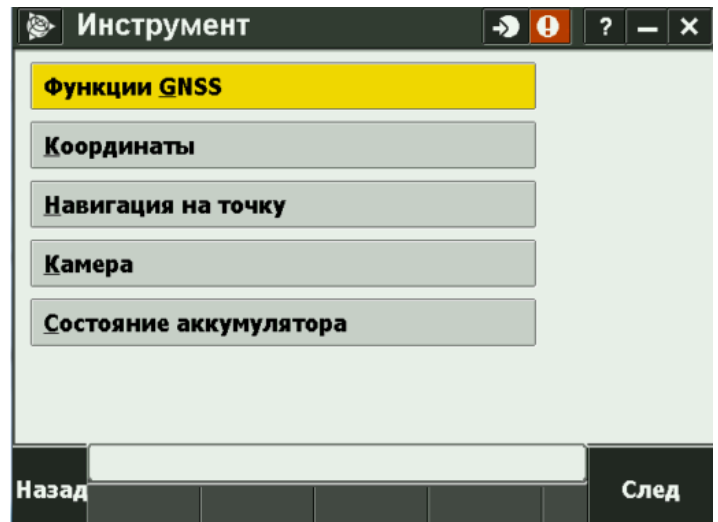 Инструмент ?
Функции GNSS
Координаты
Навигация на точку
Камера
Состояние аккумулятора
Назад След